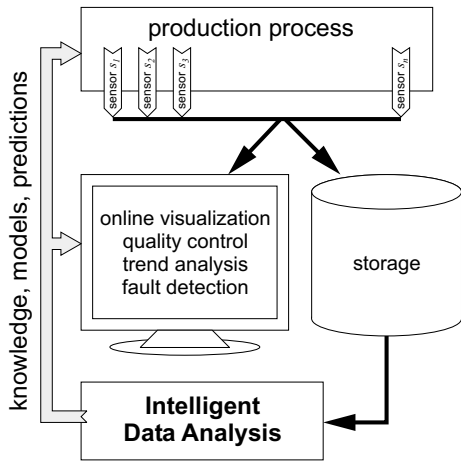 production process
sensor s1
sensor s2
sensor s3
sensor sn
knowledge, models, predictions
online visualization
quality control
trend analysis
fault detection
storage
Intelligent
Data Analysis